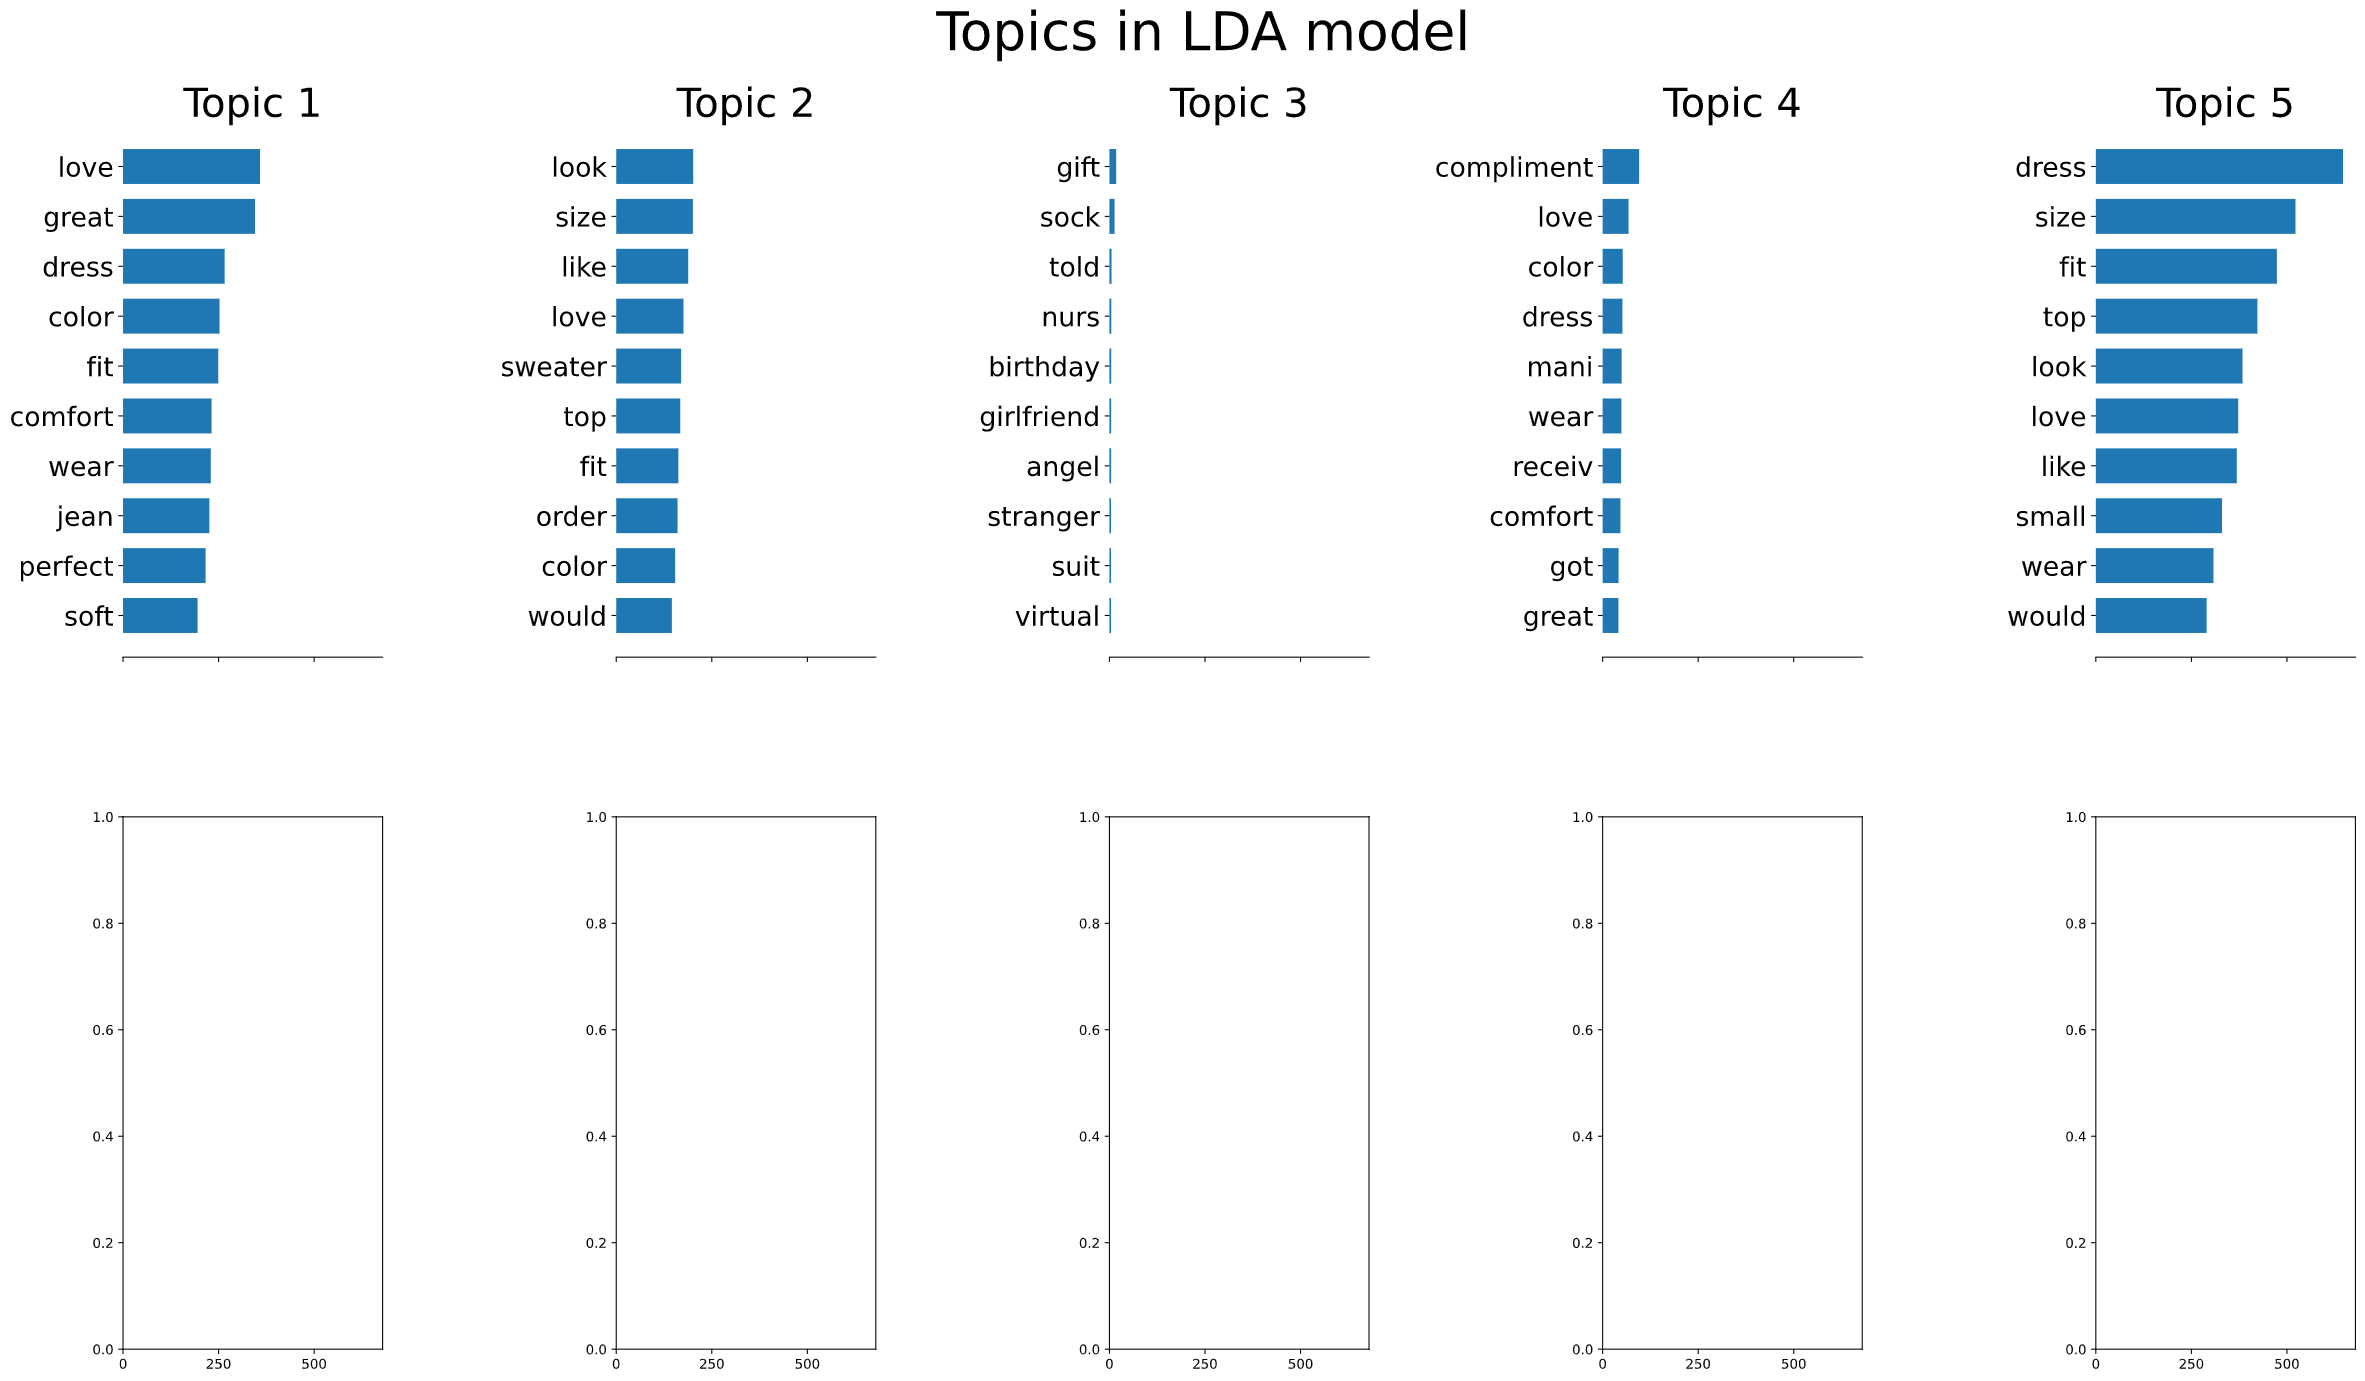 Topics in LDA model
Topic 1
love
great
dress
color
fit
comfort
wear
jean
perfect
soft
Topic 2
look
size
like
love
sweater
top
fit
order
color
would
Topic 3
gift
sock
told
nurs
birthday
girlfriend
angel
stranger
suit
virtual
Topic 4
compliment
love
color
dress
mani
wear
receiv
comfort
got
great
Topic 5
dress
size
fit
top
look
love
like
small
wear
would
1.0
0.8
0.6
0.4
0.2
0.0
0 250 500
1.0
0.8
0.6
0.4
0.2
0.0
0 250 500
1.0
0.8
0.6
0.4
0.2
0.0
0 250 500
1.0
0.8
0.6
0.4
0.2
0.0
0 250 500
1.0
0.8
0.6
0.4
0.2
0.0
0 250 500